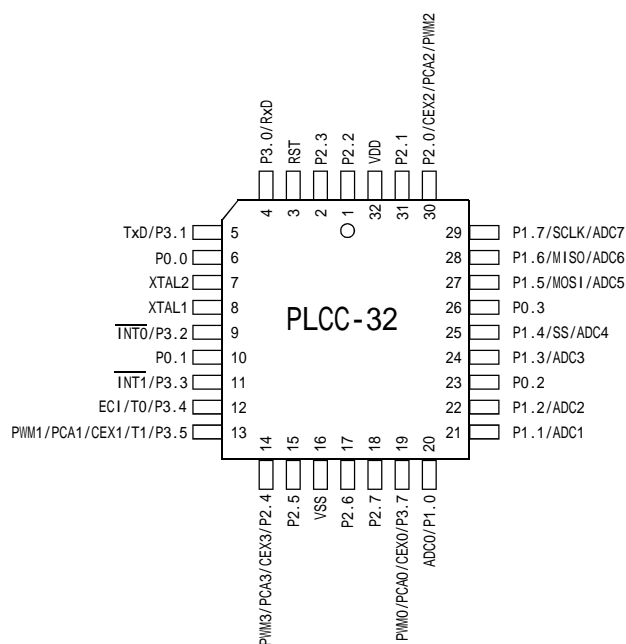 P3.0/RxD
RST
P2.3
P2.2
VDD
P2.1
P2.0/CEX2/PCA2/PWM2
4 3 2 1 32 31 30
TxD/P3.1 5
P0.0 6
XTAL2 7
XTAL1 8
INT0/P3.2 9
P0.1 10
INT1/P3.3 11
ECI/T0/P3.4 12
PWM1/PCA1/CEX1/T1/P3.5 13
PLCC-32
29 P1.7/SCLK/ADC7
28 P1.6/MISO/ADC6
27 P1.5/MOSI/ADC5
26 P0.3
25 P1.4/SS/ADC4
24 P1.3/ADC3
23 P0.2
22 P1.2/ADC2
21 P1.1/ADC1
14 15 16 17 18 19 20
PWM3/PCA3/CEX3/P2.4
P2.5
VSS
P2.6
P2.7
PWM0/PCA0/CEX0/P3.7
ADC0/P1.0